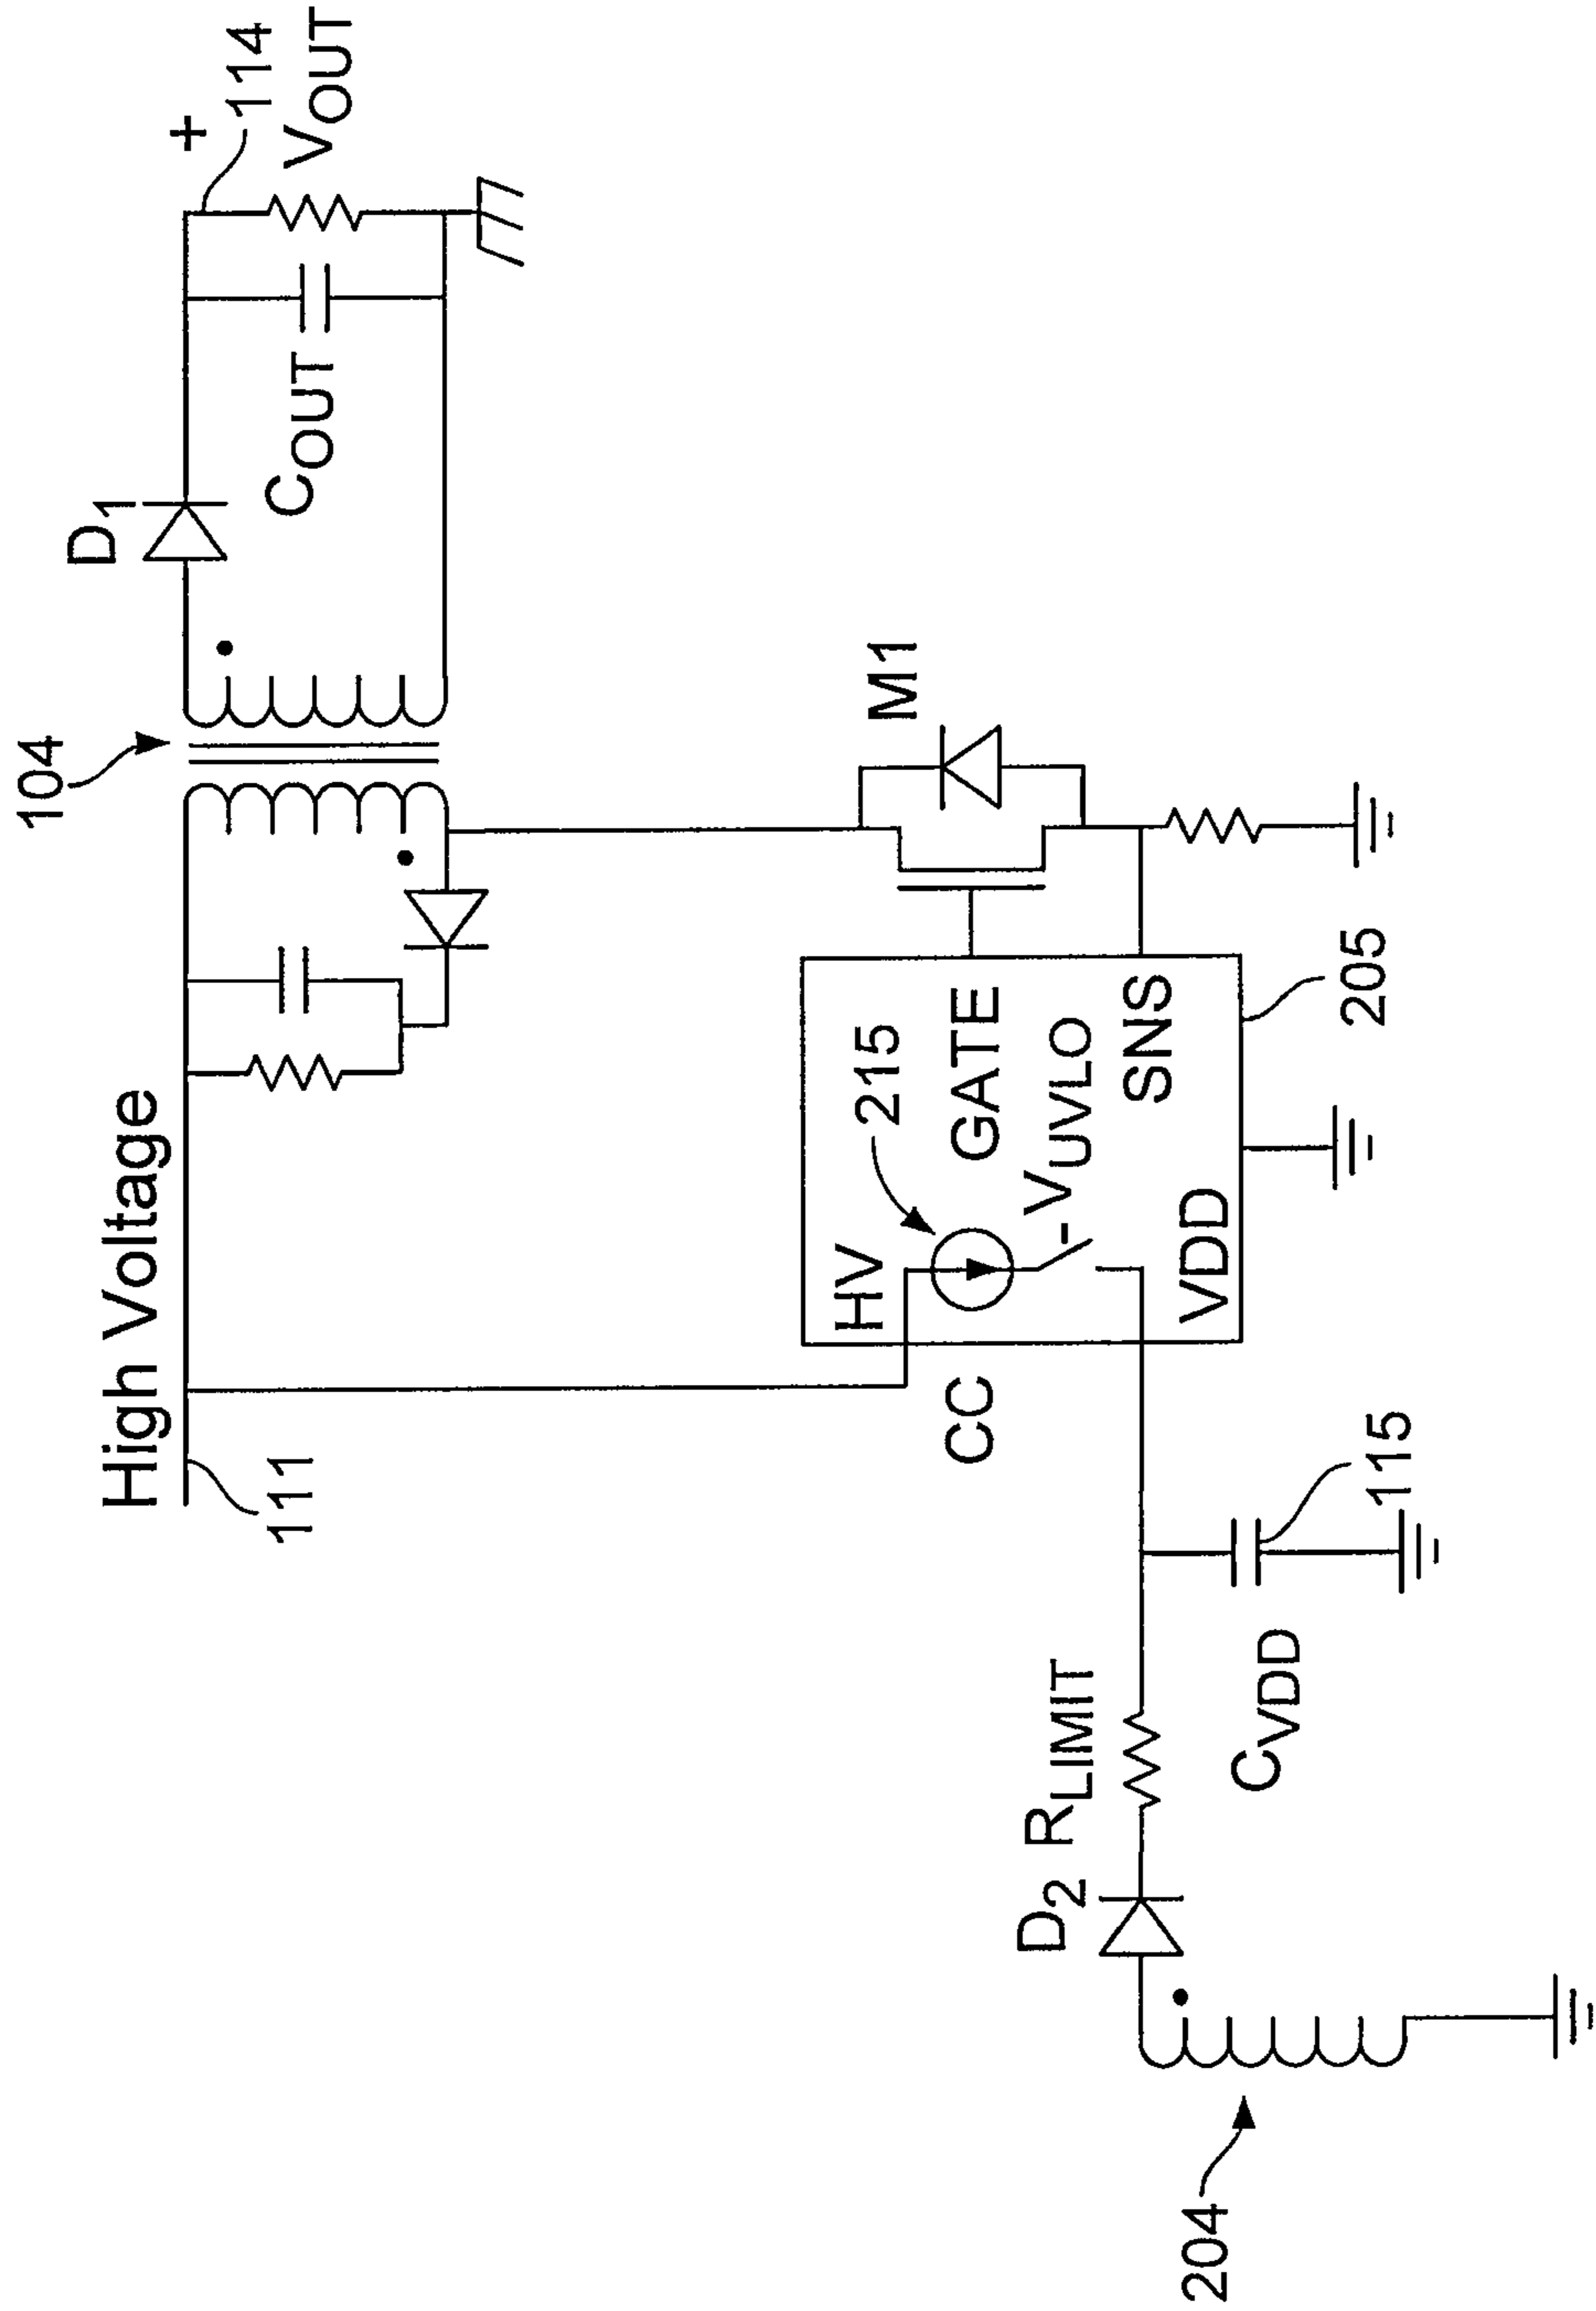 104
D1
+
114
VOUT
COUT
High Voltage
111
M1
HV
215
GATE
VUVLO
SNS
VDD
CC
205
115
CVDD
RLIMIT
D2
204